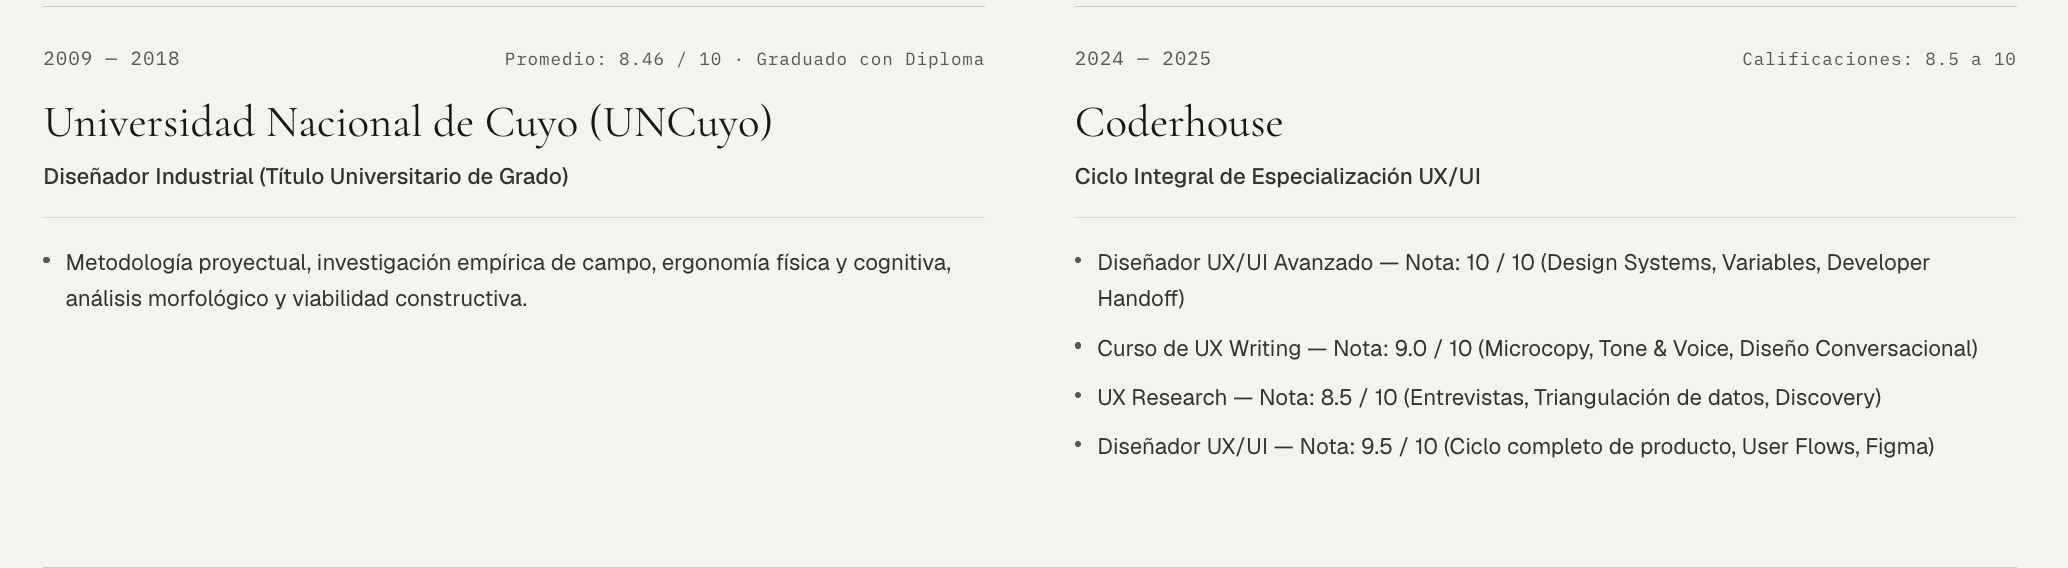 2009 — 2018
Promedio: 8.46 / 10 · Graduado con Diploma
Universidad Nacional de Cuyo (UNCuyo)
Diseñador Industrial (Título Universitario de Grado)
• Metodología proyectual, investigación empírica de campo, ergonomía física y cognitiva,
análisis morfológico y viabilidad constructiva.
2024 — 2025
Calificaciones: 8.5 a 10
Coderhouse
Ciclo Integral de Especialización UX/UI
• Diseñador UX/UI Avanzado — Nota: 10 / 10 (Design Systems, Variables, Developer
Handoff)
• Curso de UX Writing — Nota: 9.0 / 10 (Microcopy, Tone & Voice, Diseño Conversacional)
• UX Research — Nota: 8.5 / 10 (Entrevistas, Triangulación de datos, Discovery)
• Diseñador UX/UI — Nota: 9.5 / 10 (Ciclo completo de producto, User Flows, Figma)